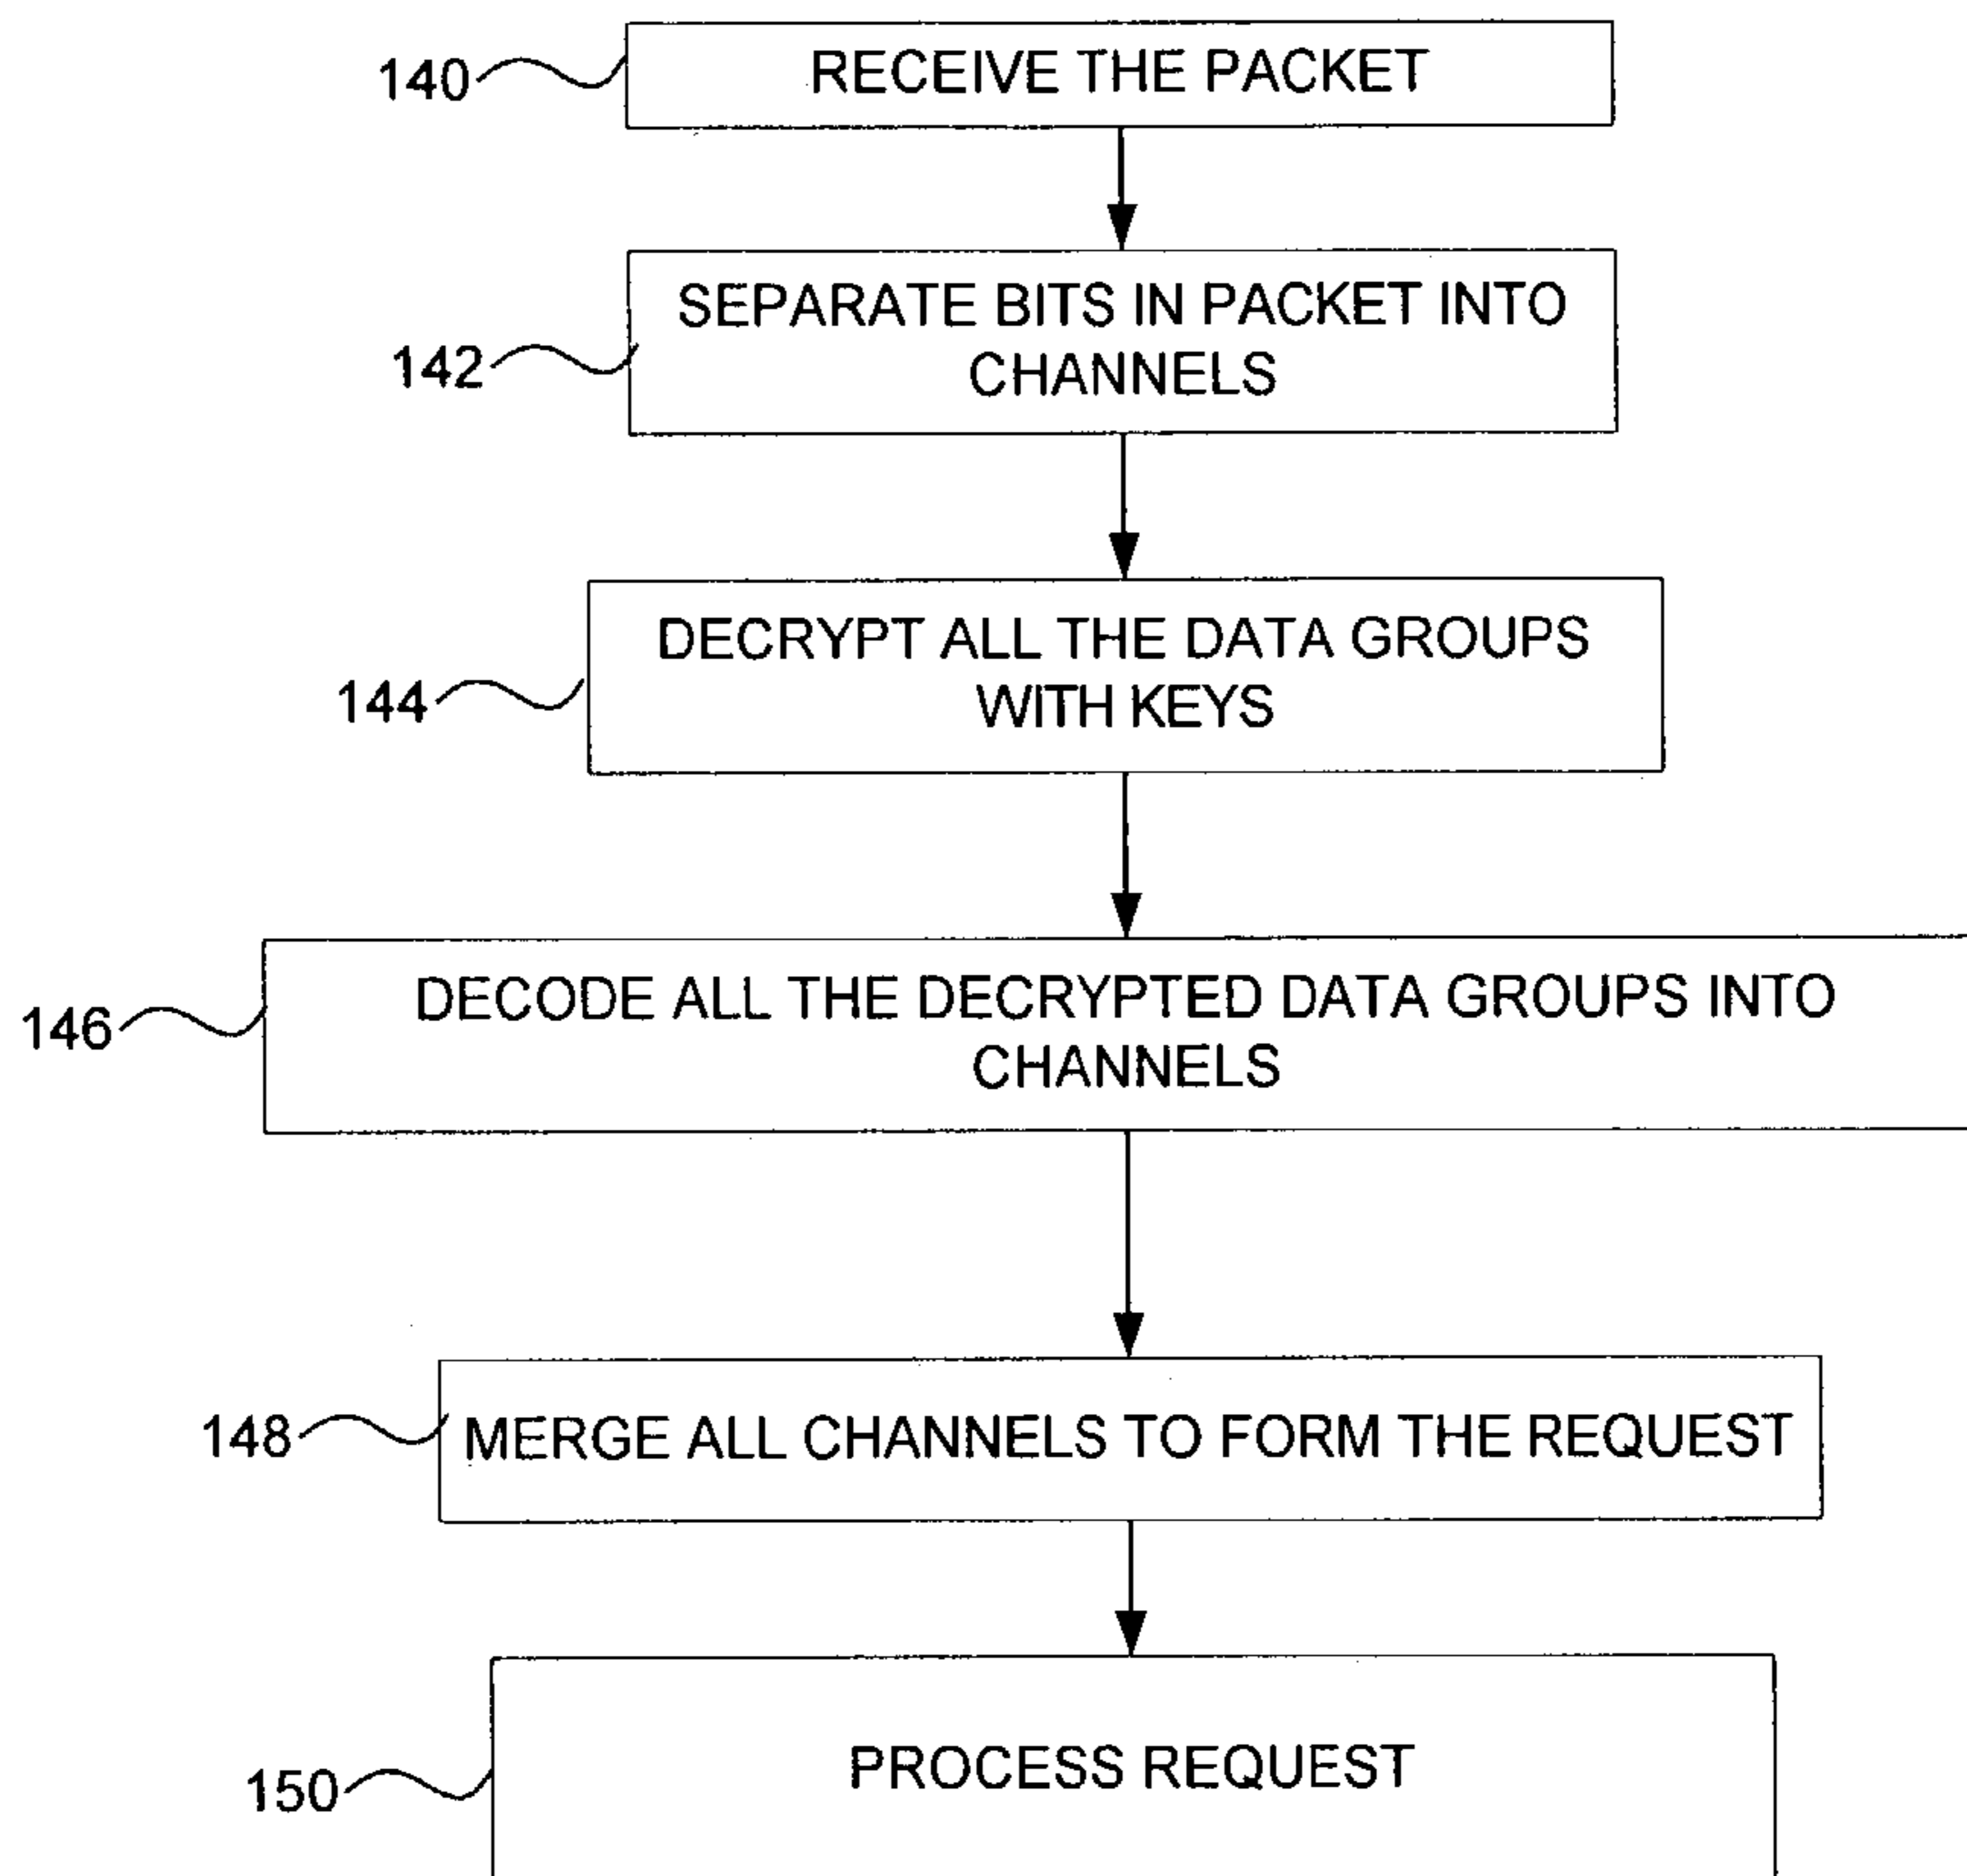 140
RECEIVE THE PACKET
142
SEPARATE BITS IN PACKET INTO
CHANNELS
144
DECRYPT ALL THE DATA GROUPS
WITH KEYS
146
DECODE ALL THE DECRYPTED DATA GROUPS INTO
CHANNELS
148
MERGE ALL CHANNELS TO FORM THE REQUEST
150
PROCESS REQUEST